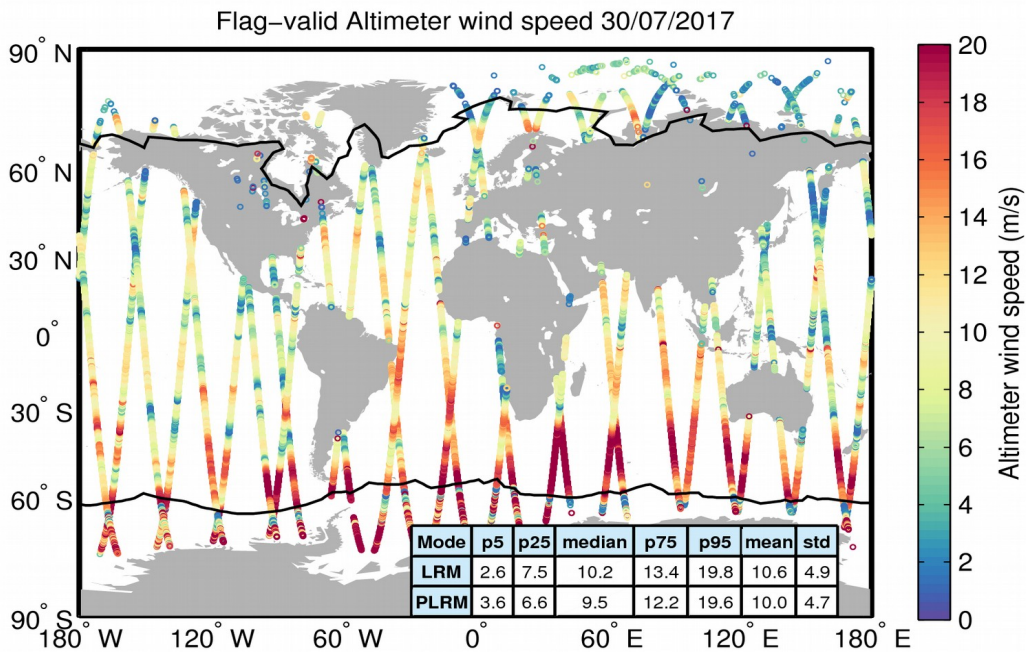 Flag−valid Altimeter wind speed 30/07/2017
90° N
60° N
30° N
0°
30° S
60° S
90° S
180° W
120° W
60° W
0°
60° E
120° E
180° E
Mode p5 p25 median p75 p95 mean std
LRM 2.6 7.5 10.2 13.4 19.8 10.6 4.9
PLRM 3.6 6.6 9.5 12.2 19.6 10.0 4.7
20
18
16
14
12
10
8
6
4
2
0
Altimeter wind speed (m/s)